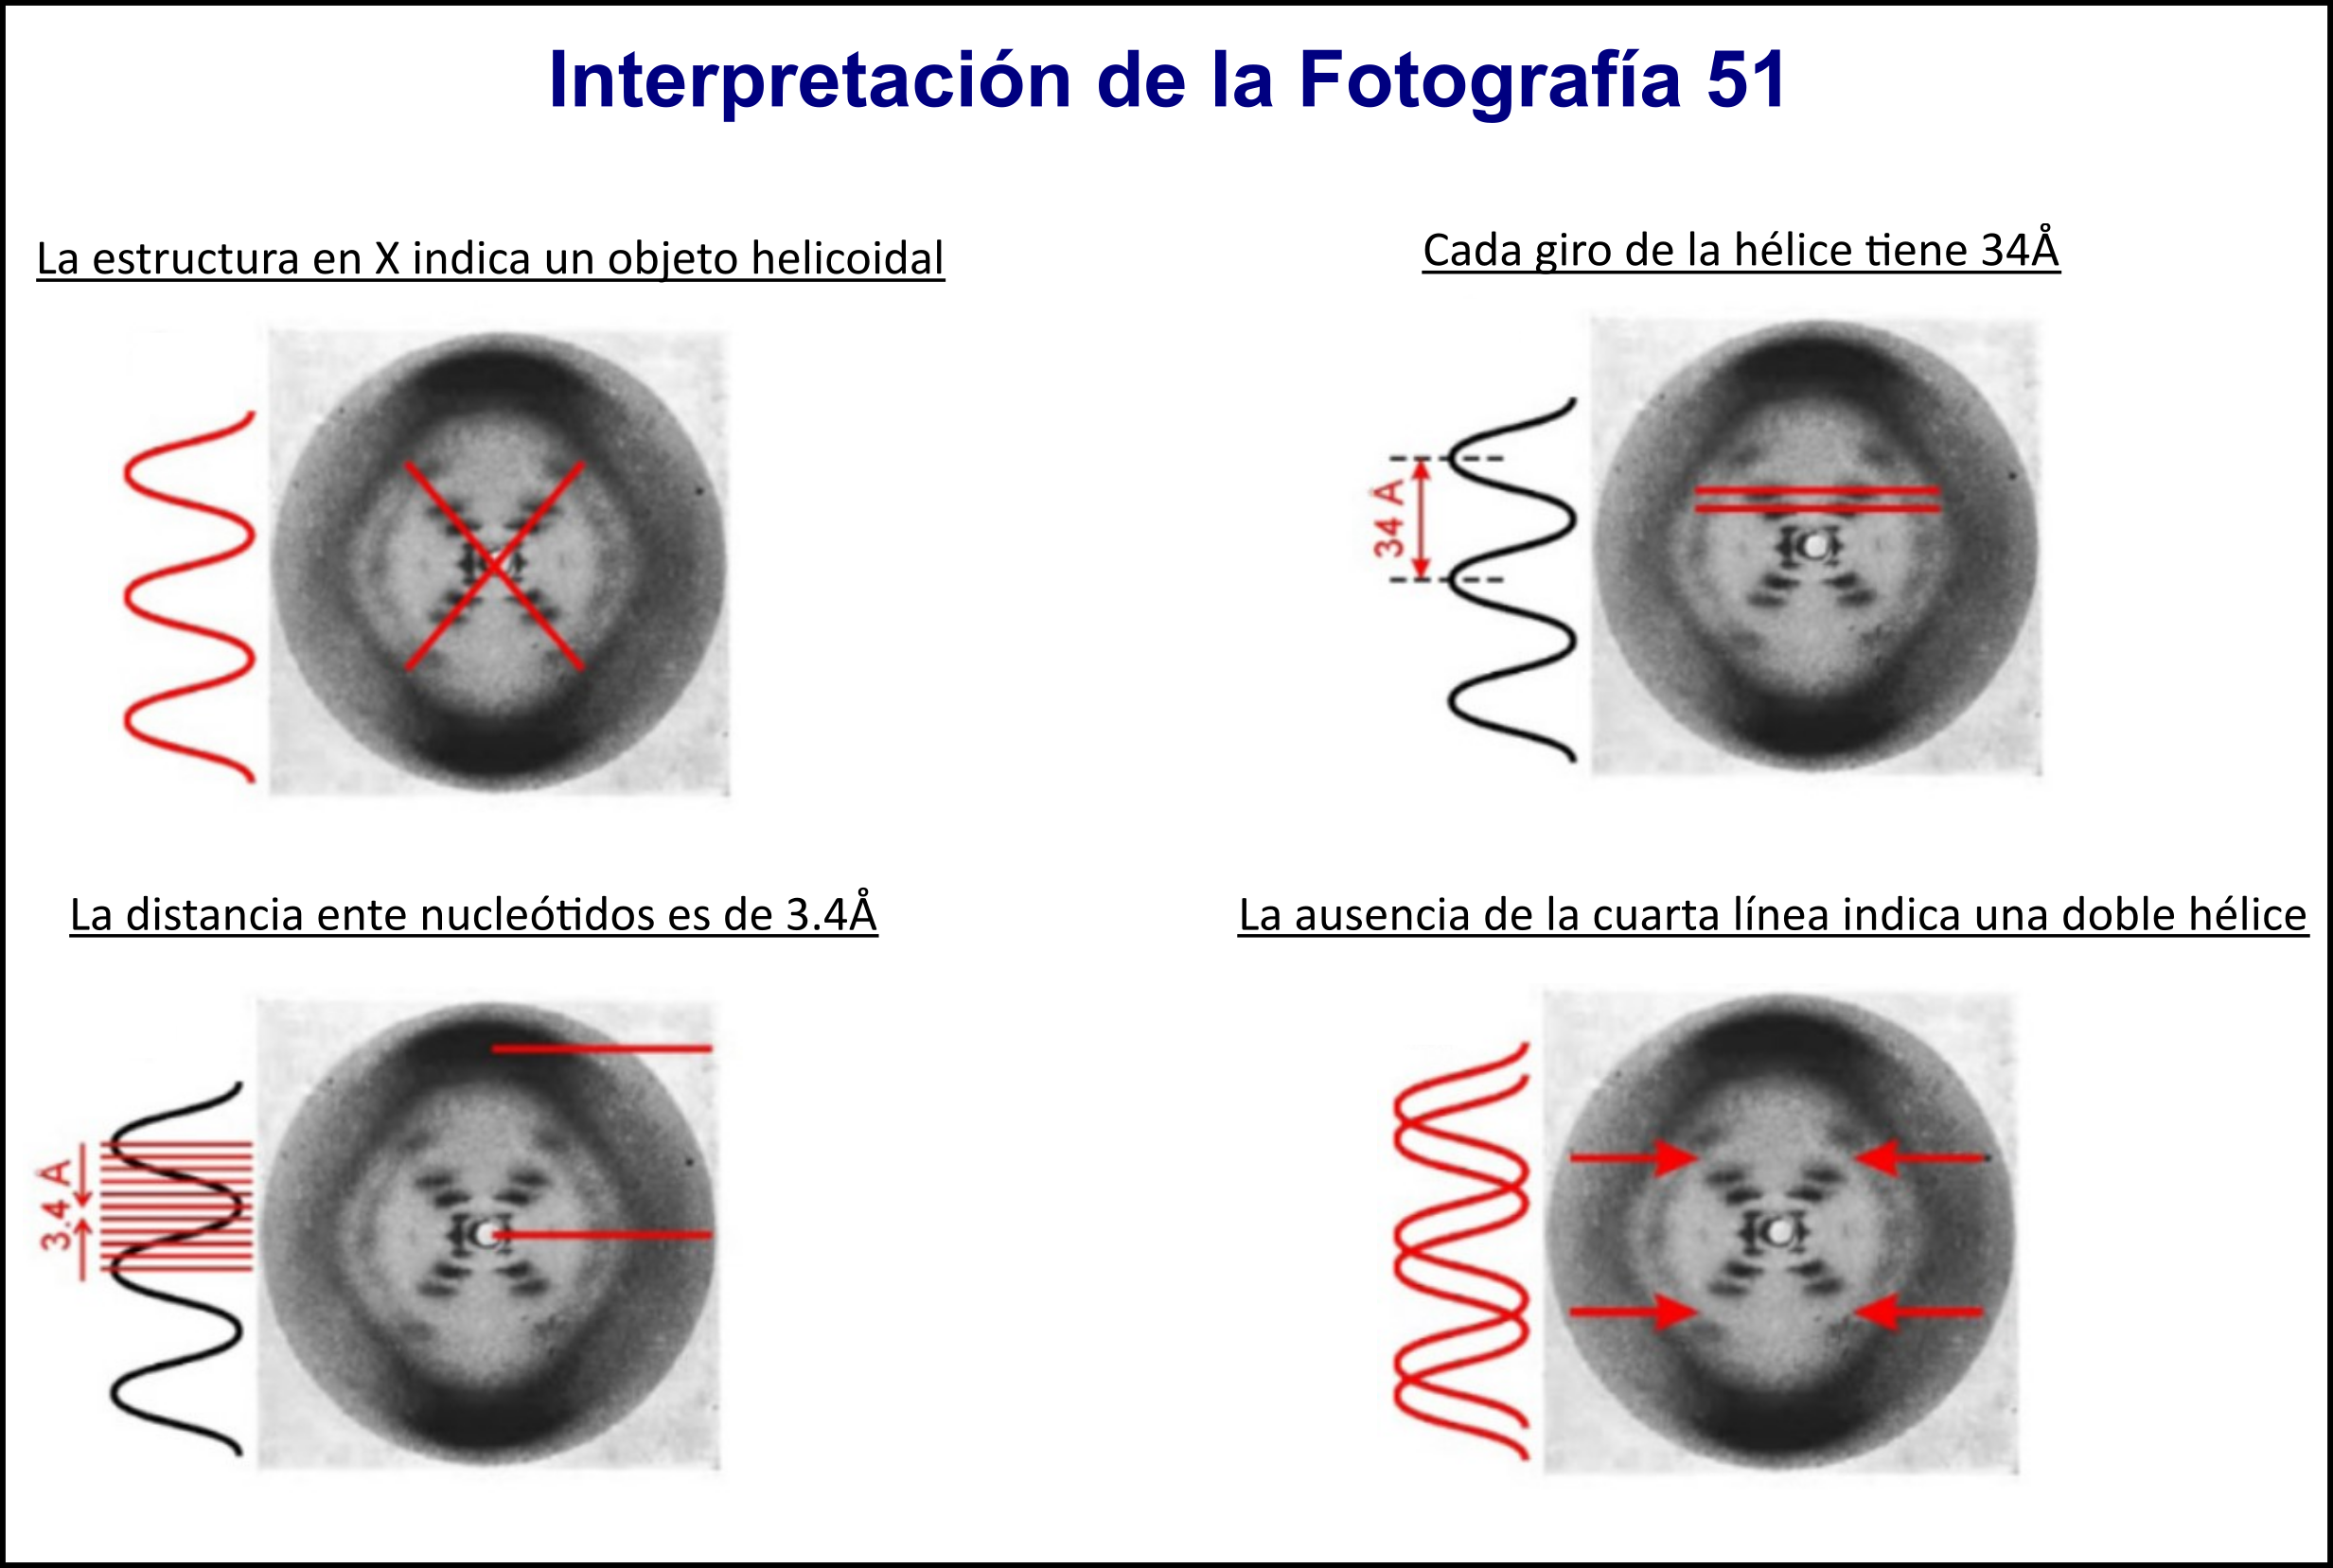 Interpretación de la Fotografía 51
La estructura en X indica un objeto helicoidal
Cada giro de la hélice tiene 34Å
34 A
La distancia ente nucleótidos es de 3.4Å
La ausencia de la cuarta línea indica una doble hélice
3.4 A